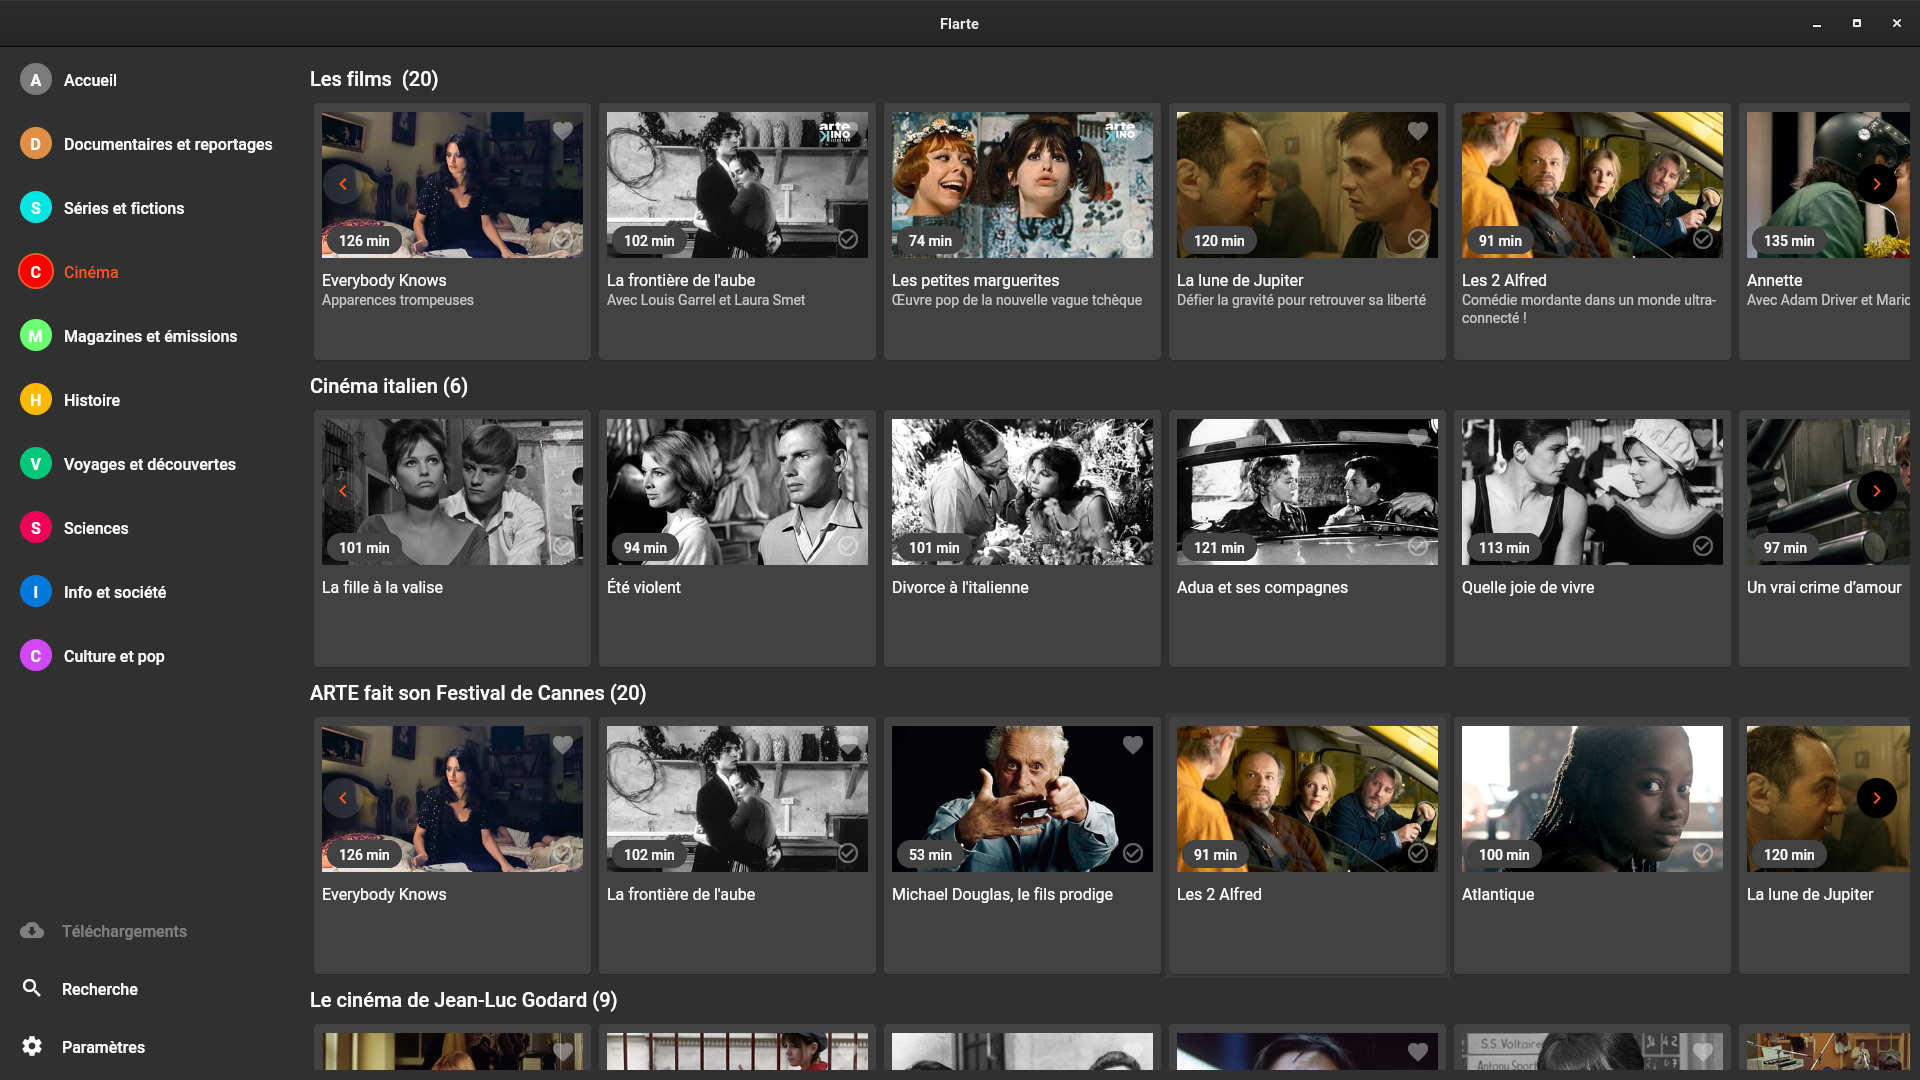 Flarte
A Accueil
D Documentaires et reportages
S Séries et fictions
C Cinéma
M Magazines et émissions
H Histoire
V Voyages et découvertes
S Sciences
I Info et société
C Culture et pop
Téléchargements
Recherche
Paramètres
Les films (20)
arte KINO
arte KINO
126 min
102 min
74 min
120 min
91 min
135 min
Everybody Knows
Apparences trompeuses
La frontière de l'aube
Avec Louis Garrel et Laura Smet
Les petites marguerites
Œuvre pop de la nouvelle vague tchèque
La lune de Jupiter
Défier la gravité pour retrouver sa liberté
Les 2 Alfred
Comédie mordante dans un monde ultra-
connecté !
Annette
Avec Adam Driver et
Cinéma italien (6)
101 min
94 min
101 min
121 min
113 min
97 min
La fille à la valise
Été violent
Divorce à l'italienne
Adua et ses compagnes
Quelle joie de vivre
Un vrai crime d’amour
ARTE fait son Festival de Cannes (20)
126 min
102 min
53 min
91 min
100 min
120 min
Everybody Knows
La frontière de l'aube
Michael Douglas, le fils prodige
Les 2 Alfred
Atlantique
La lune de Jupiter
Le cinéma de Jean-Luc Godard (9)
S.S. Voltaire
Antony Sport